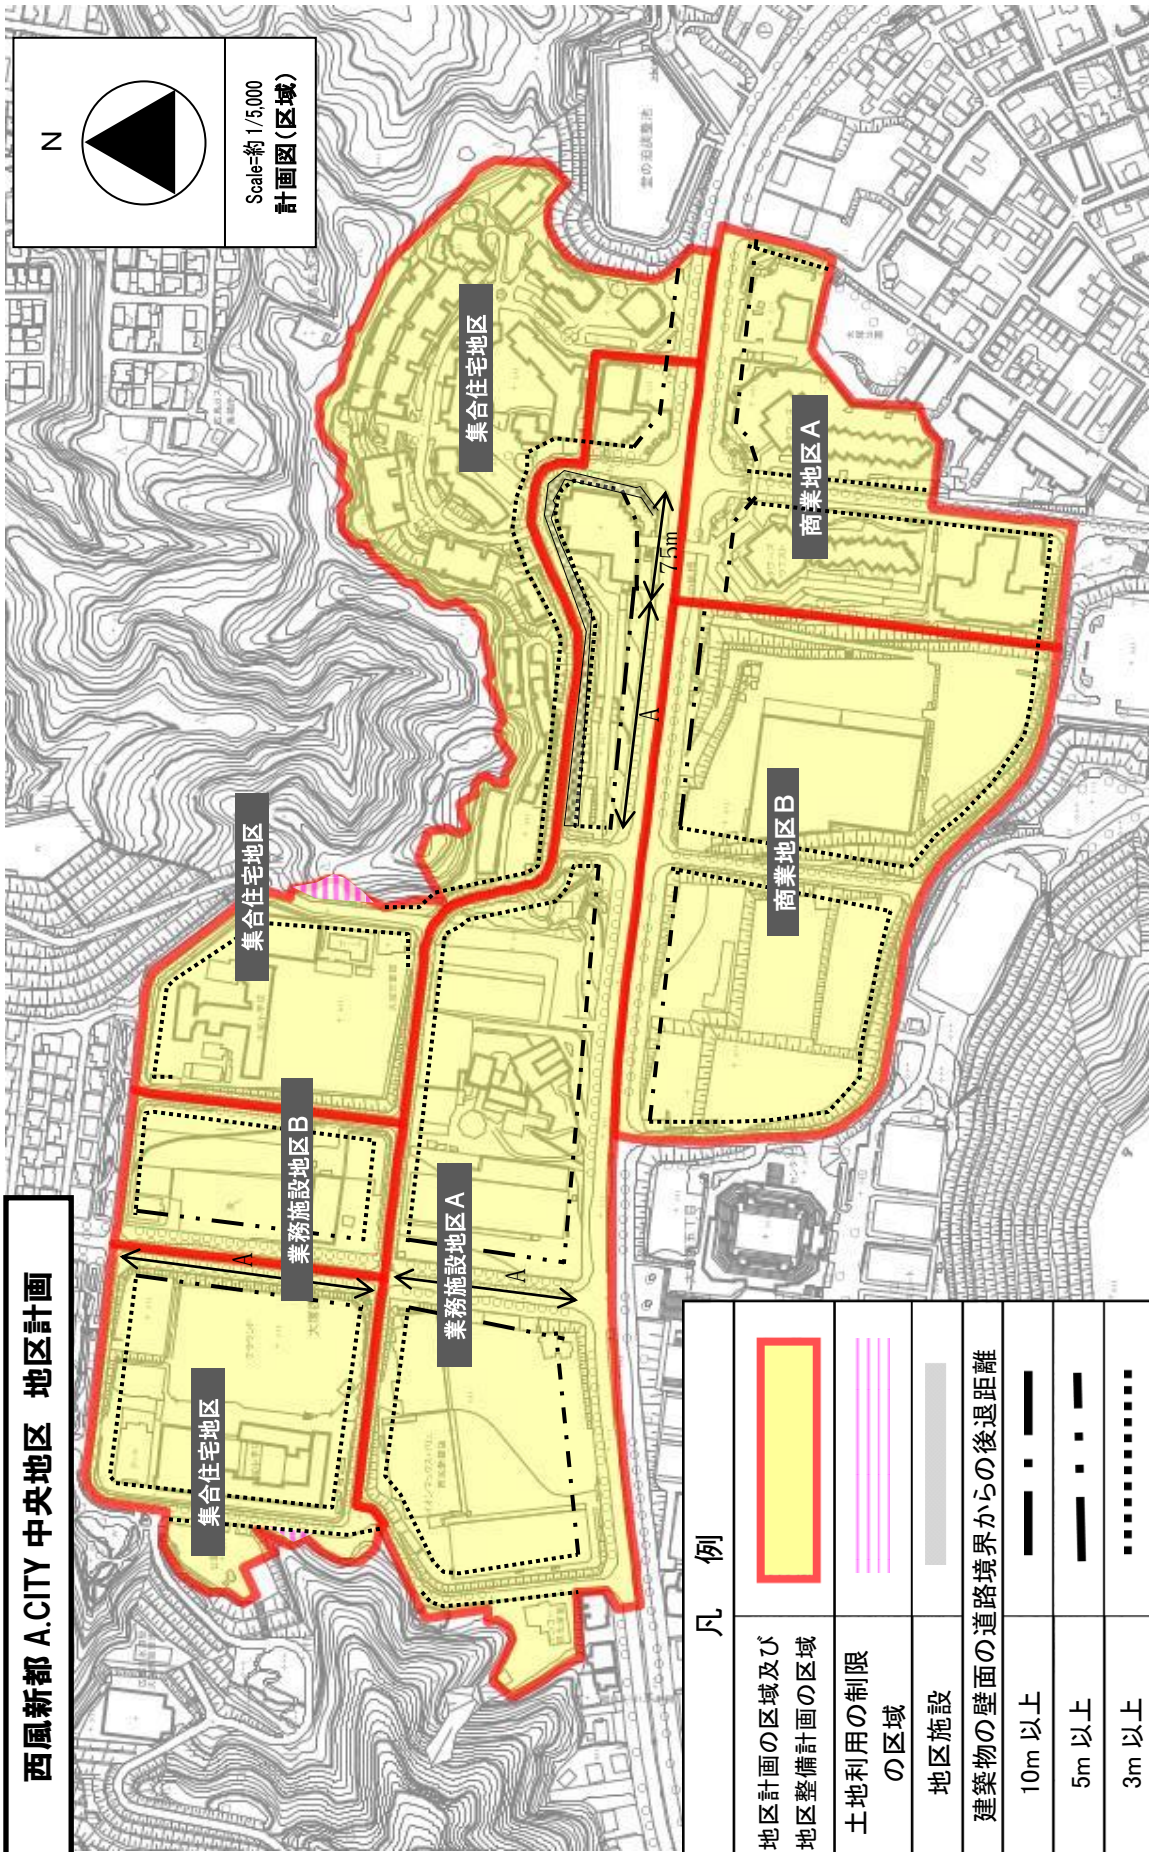 西風新都 A.CITY 中央地区 地区計画
N
Scale=約 1/5,000
計画図(区域)
集合住宅地区
集合住宅地区
集合住宅地区
業務施設地区B
業務施設地区A
商業地区A
商業地区B
A
A
A
75m
凡 例
地区計画の区域及び
地区整備計画の区域
土地利用の制限
の区域
地区施設
建築物の壁面の道路境界からの後退距離
10m 以上
5m 以上
3m 以上